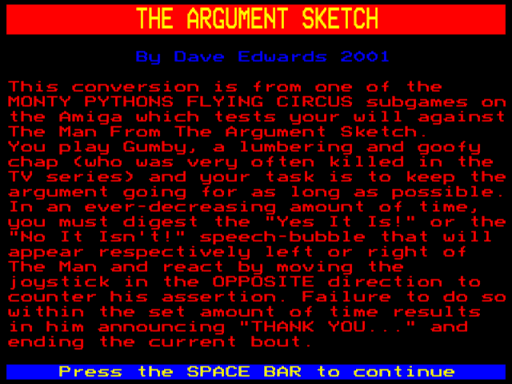 THE ARGUMENT SKETCH
By Dave Edwards 2001
This conversion is from one of the
MONTY PYTHONS FLYING CIRCUS subgames on
the Amiga which tests your will against
The Man From The Argument Sketch.
You play Gumby, a lumbering and goofy
chap (who was very often killed in the
TV series) and your task is to keep the
argument going for as long as possible.
In an ever-decreasing amount of time,
you must digest the "Yes It Is!" or the
"No It Isn't!" speech-bubble that will
appear respectively left or right of
The Man and react by moving the
joystick in the OPPOSITE direction to
counter his assertion. Failure to do so
within the set amount of time results
in him announcing "THANK YOU..." and
ending the current bout.
Press the SPACE BAR to continue